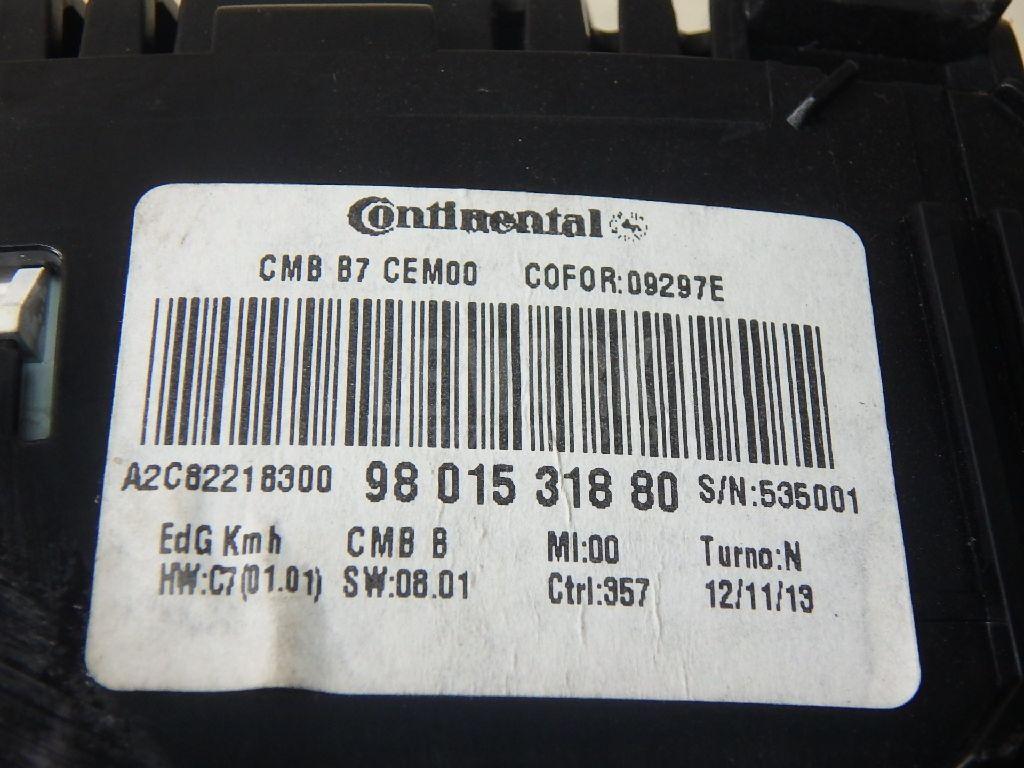 Continental
CMB B7 CEM00 COFOR:09297E
A2C82218300 98 015 318 80 S/N:535001
EdG Kmh CMB B MI:00 Turno:N
HW:C7(01.01) SW:08.01 Ctrl:357 12/11/13